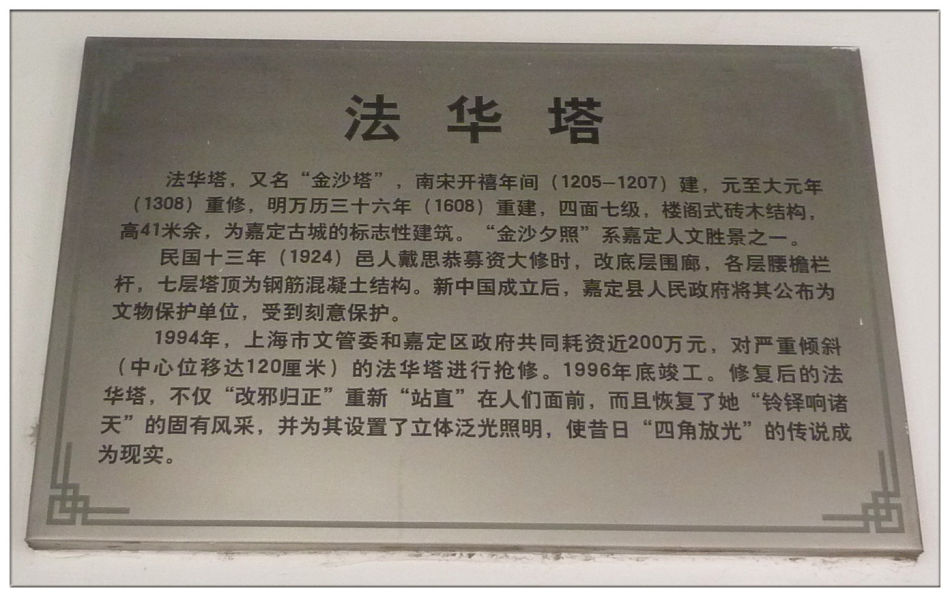 法华塔
法华塔，又名“金沙塔”，南宋开禧年间（1205—1207）建，元至大元年
（1308）重修，明万历三十六年（1608）重建，四面七级，楼阁式砖木结构，
高41米余，为嘉定古城的标志性建筑。“金沙夕照”系嘉定人文胜景之一。
民国十三年（1924）邑人戴思恭募资大修时，改底层围廊，各层腰檐栏
杆，七层塔顶为钢筋混凝土结构。新中国成立后，嘉定县人民政府将其公布为
文物保护单位，受到刻意保护。
1994年，上海市文管委和嘉定区政府共同耗资近200万元，对严重倾斜
（中心位移达120厘米）的法华塔进行抢修。1996年底竣工。修复后的法
华塔，不仅“改邪归正”重新“站直”在人们面前，而且恢复了她“铃铎响诸
天”的固有风采，并为其设置了立体泛光照明，使昔日“四角放光”的传说成
为现实。